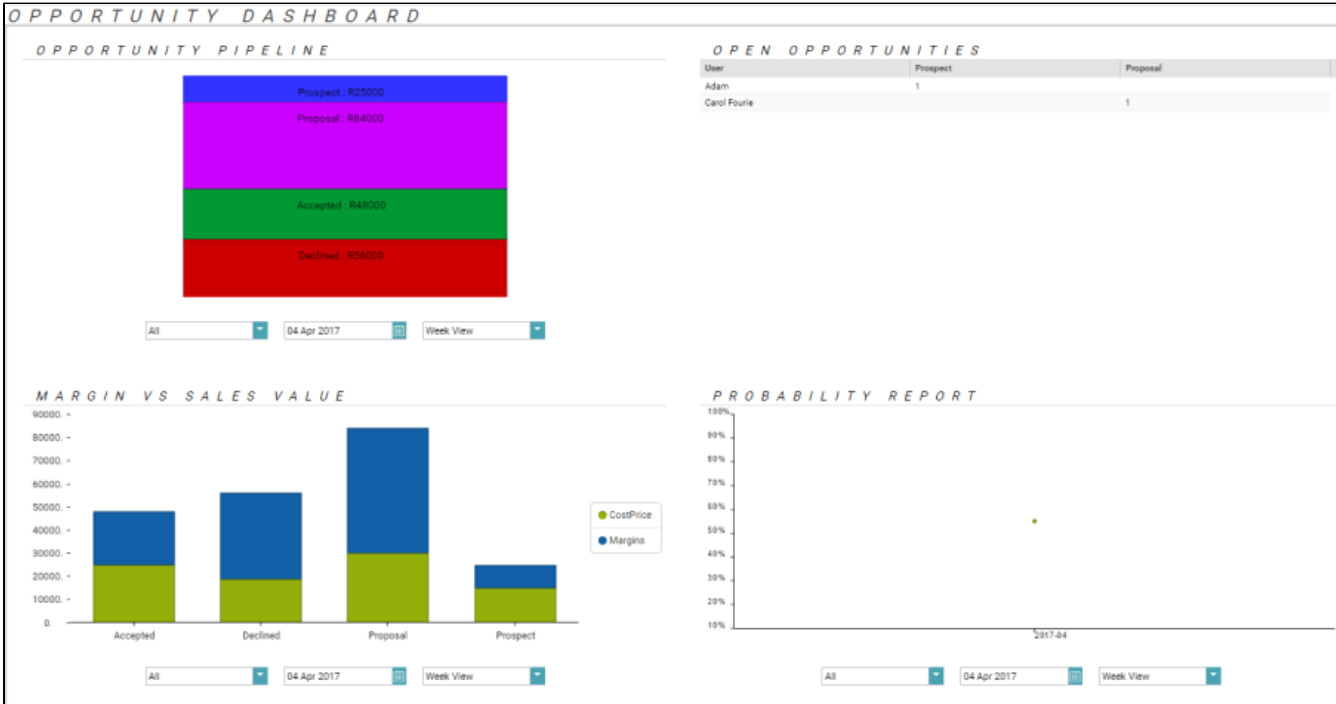 OPPORTUNITY DASHBOARD
OPPORTUNITY PIPELINE
Prospect : R25000
Proposal : R84000
Accepted : R48000
Declined : R56000
All
04 Apr 2017
Week View
OPEN OPPORTUNITIES
User Prospect Proposal
Adam 1
Carol Fourie 1
MARGIN VS SALES VALUE
90000.
80000.
70000.
60000.
50000.
40000.
30000.
20000.
10000.
0.
Accepted Declined Proposal Prospect
CostPrice
Margins
All
04 Apr 2017
Week View
PROBABILITY REPORT
100%
90%
80%
70%
60%
50%
40%
30%
20%
10%
2017-04
All
04 Apr 2017
Week View